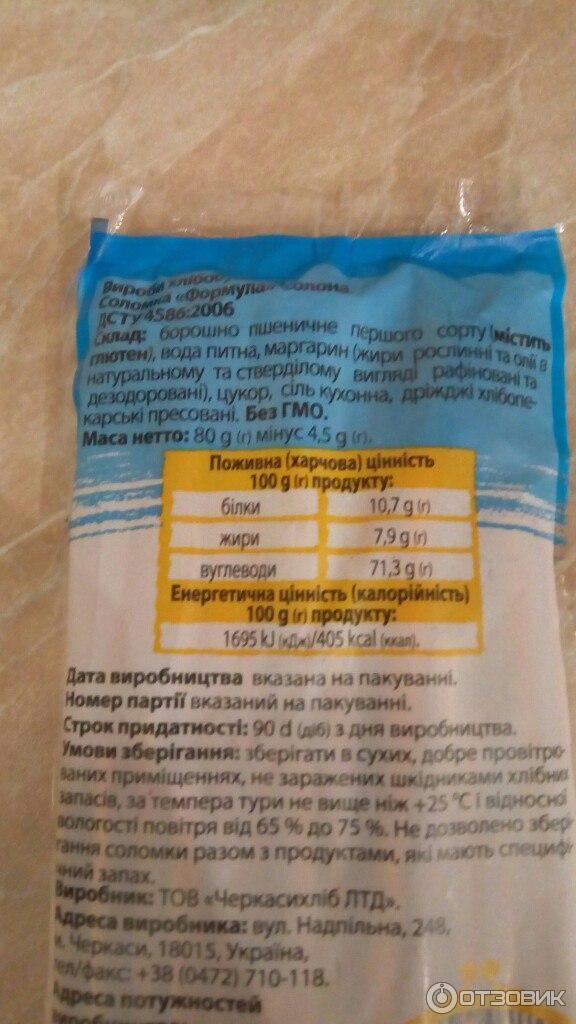 Вироби
Соломка «Формула» солона
ДСТУ 4586:2006
Склад: борошно пшеничне першого сорту (містить
глютен), вода питна, маргарин (жири рослинні та олії в
натуральному та стверділому вигляді рафіновані та
дезодоровані), цукор, сіль кухонна, дріжджі хлібопе-
карські пресовані. Без ГМО.
Маса нетто: 80 g (г) мінус 4,5 g (г).
Поживна (харчова) цінність
100 g (г) продукту:
білки 10,7 g (г)
жири 7,9 g (г)
вуглеводи 71,3 g (г)
Енергетична цінність (калорійність)
100 g (г) продукту:
1695 kJ (кДж)/405 kcal (ккал).
Дата виробництва вказана на пакуванні.
Номер партії вказаний на пакуванні.
Строк придатності: 90 d (діб) з дня виробництва.
Умови зберігання: зберігати в сухих, добре провітрю-
ваних приміщеннях, не заражених шкідниками хлібних
запасів, за темпера тури не вище ніж +25 °С і відносної
вологості повітря від 65 % до 75 %. Не дозволено збері-
гання соломки разом з продуктами, які мають специфі-
чний запах.
Виробник: ТОВ «Черкасихліб ЛТД».
Адреса виробника: вул. Надпільна, 248,
м. Черкаси, 18015, Україна,
тел/факс: +38 (0472) 710-118.
Адреса потужностей
виробництва
ОТЗОВИК